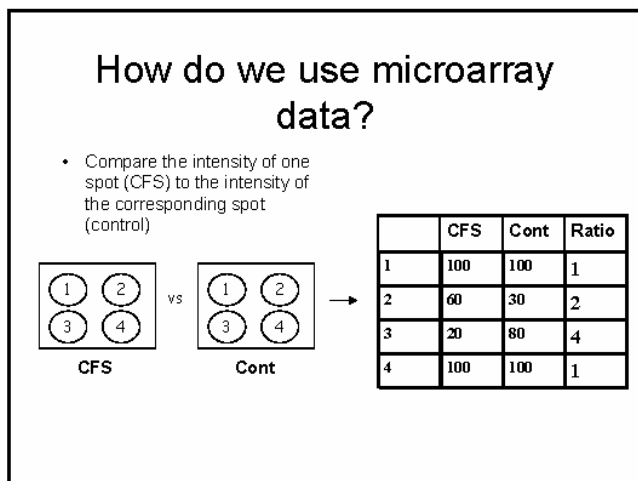 How do we use microarray
data?
• Compare the intensity of one
spot (CFS) to the intensity of
the corresponding spot
(control)
1 2
3 4
CFS
vs
1 2
3 4
Cont
CFS Cont Ratio
1 100 100 1
2 60 30 2
3 20 80 4
4 100 100 1